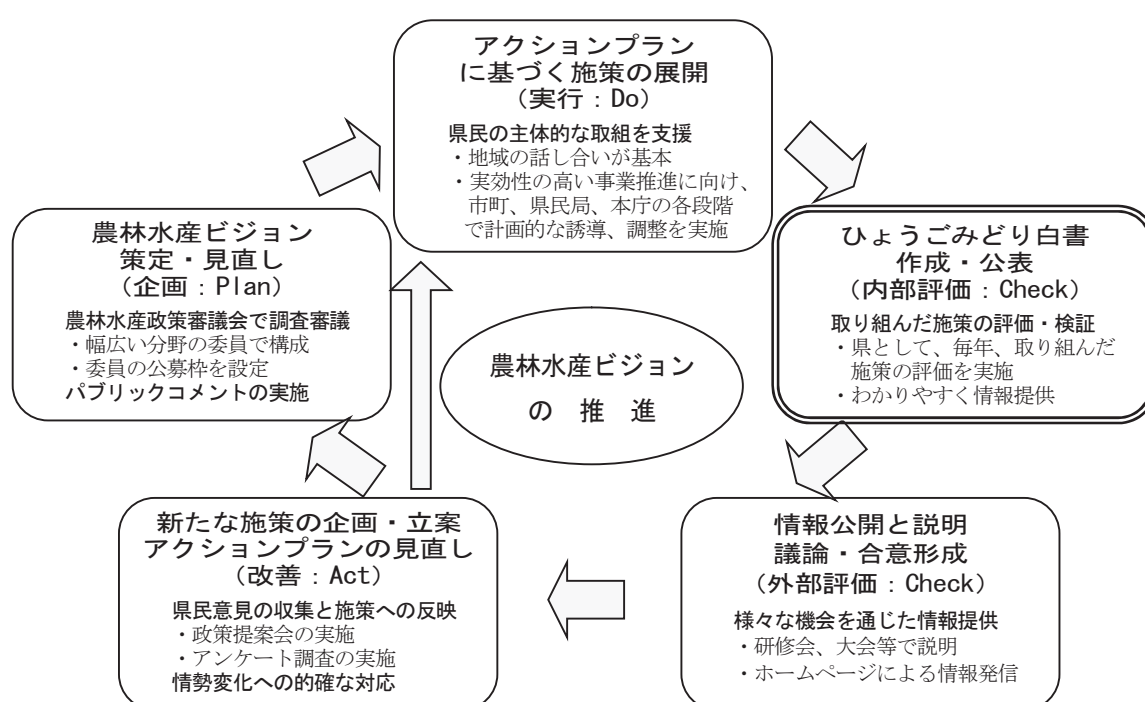 アクションプラン
に基づく施策の展開
（実行：Do）
県民の主体的な取組を支援
・地域の話し合いが基本
・実効性の高い事業推進に向け、
市町、県民局、本庁の各段階
で計画的な誘導、調整を実施
農林水産ビジョン
策定・見直し
（企画：Plan）
農林水産政策審議会で調査審議
・幅広い分野の委員で構成
・委員の公募枠を設定
パブリックコメントの実施
ひょうごみどり白書
作成・公表
（内部評価：Check）
取り組んだ施策の評価・検証
・県として、毎年、取り組んだ
施策の評価を実施
・わかりやすく情報提供
農林水産ビジョン
の 推 進
新たな施策の企画・立案
アクションプランの見直し
（改善：Act）
県民意見の収集と施策への反映
・政策提案会の実施
・アンケート調査の実施
情勢変化への的確な対応
情報公開と説明
議論・合意形成
（外部評価：Check）
様々な機会を通じた情報提供
・研修会、大会等で説明
・ホームページによる情報発信